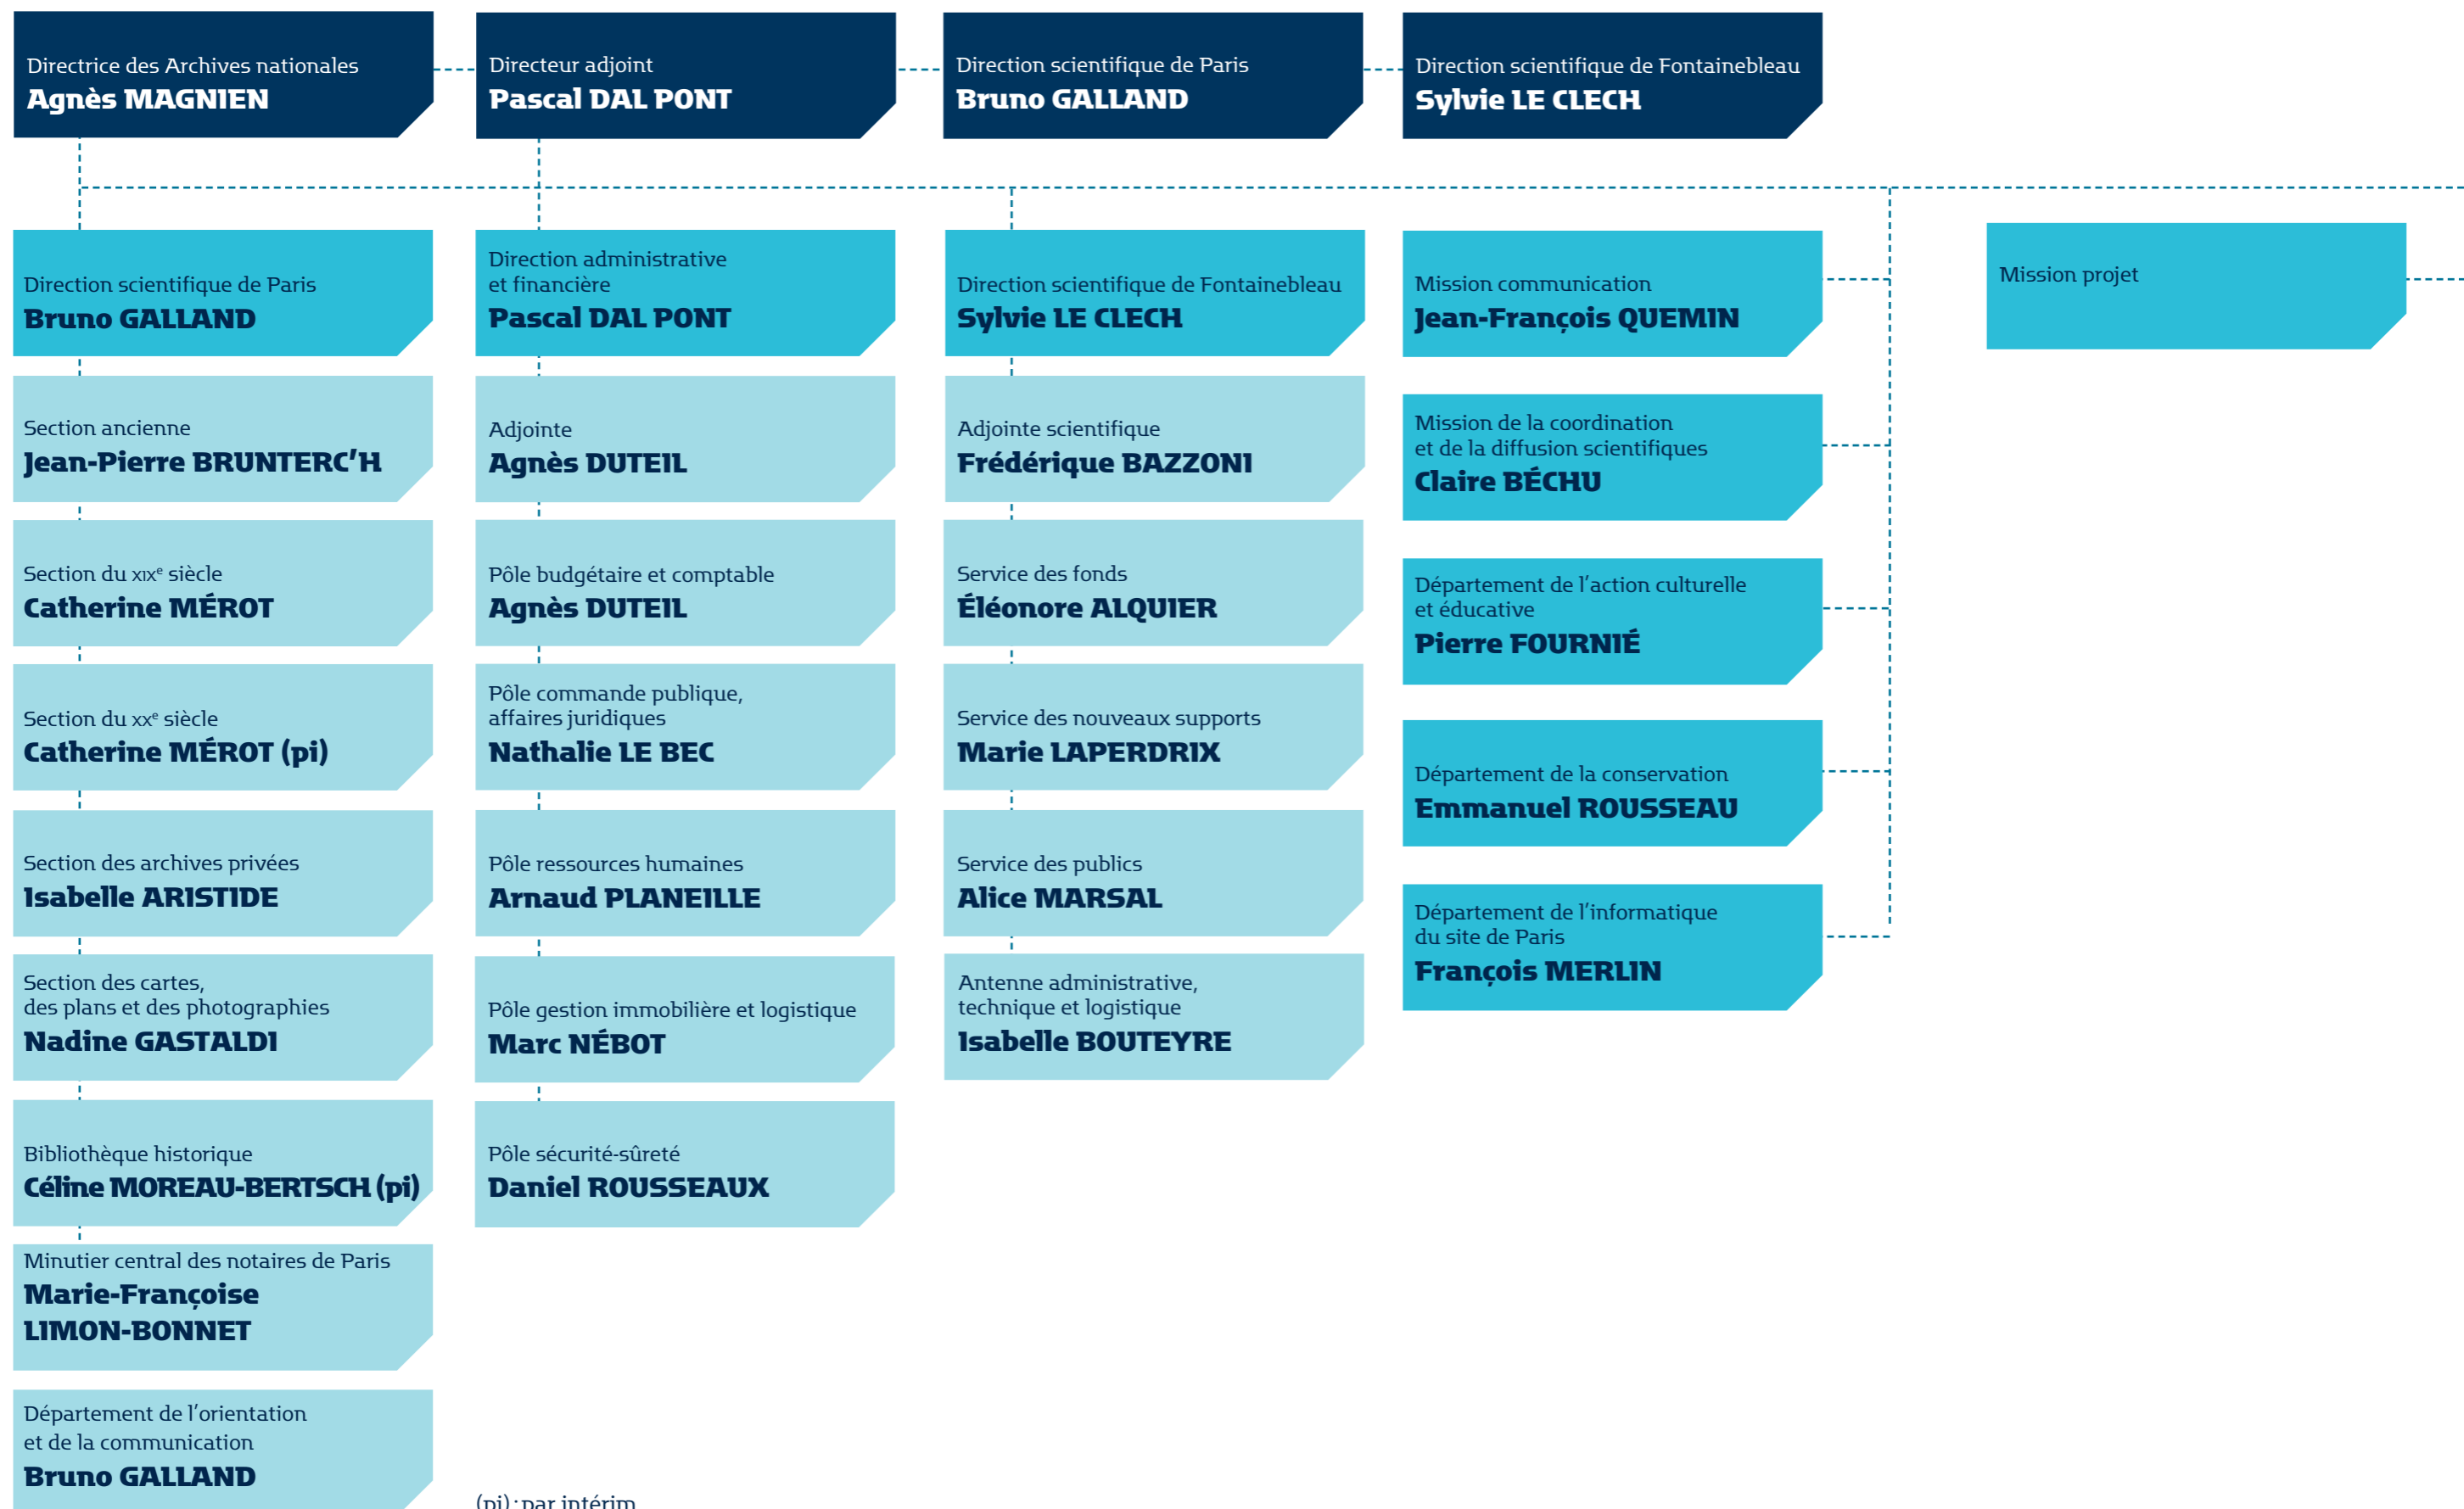 Directrice des Archives nationales
Agnès MAGNIEN
Directeur adjoint
Pascal DAL PONT
Direction scientifique de Paris
Bruno GALLAND
Direction scientifique de Fontainebleau
Sylvie LE CLECH
Direction scientifique de Paris
Bruno GALLAND
Section ancienne
Jean-Pierre BRUNTERC'H
Section du XIXe siècle
Catherine MÉROT
Section du XXe siècle
Catherine MÉROT (pi)
Section des archives privées
Isabelle ARISTIDE
Section des cartes,
des plans et des photographies
Nadine GASTALDI
Bibliothèque historique
Céline MOREAU-BERTSCH (pi)
Minutier central des notaires de Paris
Marie-Françoise
LIMON-BONNET
Département de l'orientation
et de la communication
Bruno GALLAND
Direction administrative
et financière
Pascal DAL PONT
Adjointe
Agnès DUTEIL
Pôle budgétaire et comptable
Agnès DUTEIL
Pôle commande publique,
affaires juridiques
Nathalie LE BEC
Pôle ressources humaines
Arnaud PLANEILLE
Pôle gestion immobilière et logistique
Marc NÉBOT
Pôle sécurité-sûreté
Daniel ROUSSEAUX
Direction scientifique de Fontainebleau
Sylvie LE CLECH
Adjointe scientifique
Frédérique BAZZONI
Service des fonds
Éléonore ALQUIER
Service des nouveaux supports
Marie LAPERDRIX
Service des publics
Alice MARSAL
Antenne administrative,
technique et logistique
Isabelle BOUTEYRE
Mission communication
Jean-François QUEMIN
Mission de la coordination
et de la diffusion scientifiques
Claire BÉCHU
Département de l'action culturelle
et éducative
Pierre FOURNIÉ
Département de la conservation
Emmanuel ROUSSEAU
Département de l'informatique
du site de Paris
François MERLIN
Mission projet
(pi) : par intérim